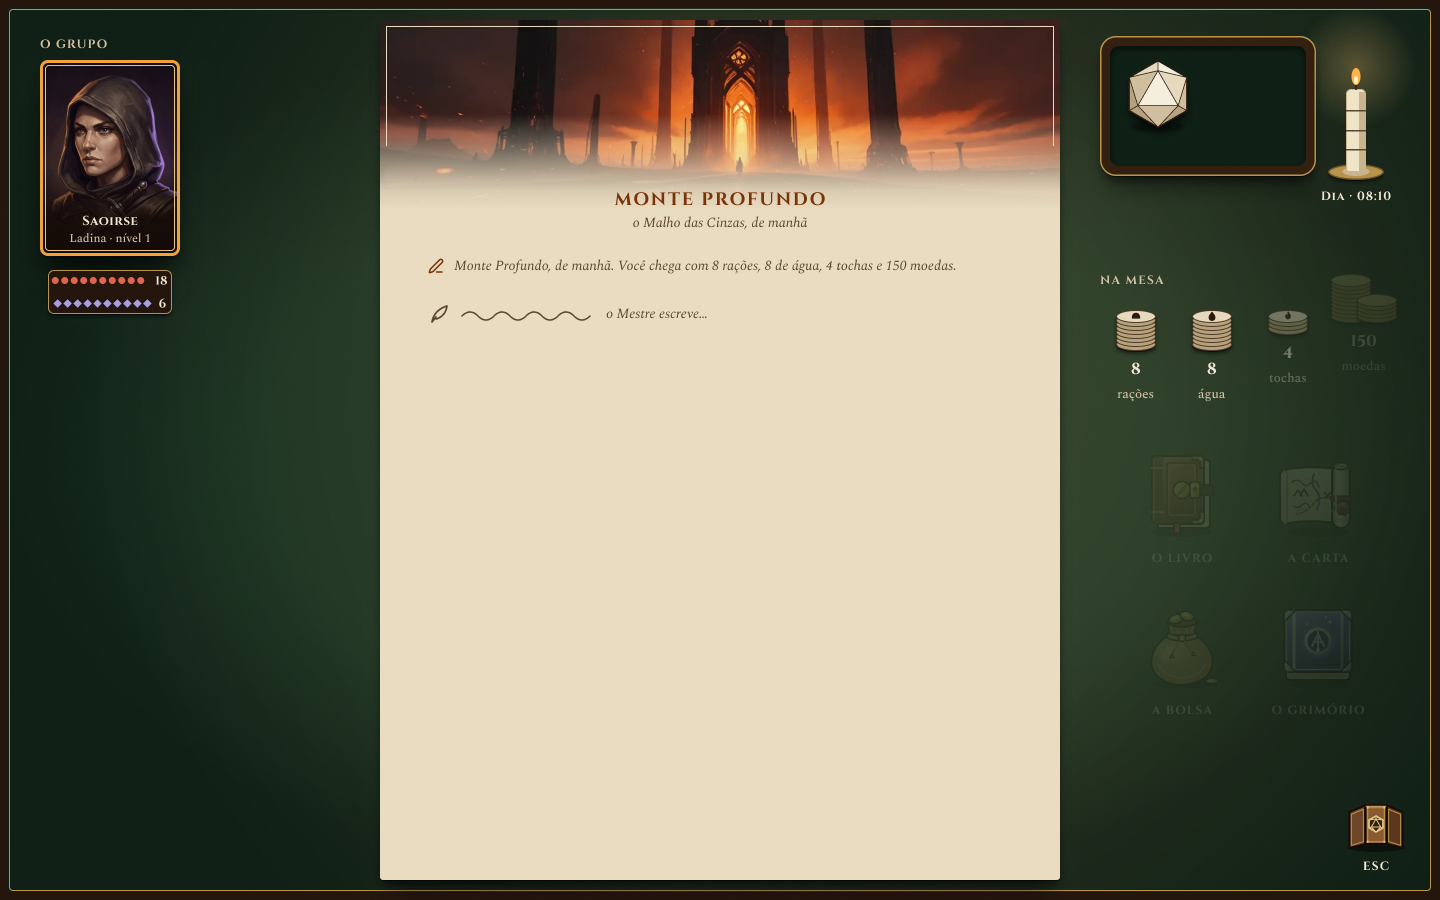 O GRUPO
SAOIRSE
Ladina · nível 1
18
6
MONTE PROFUNDO
o Malho das Cinzas, de manhã
Monte Profundo, de manhã. Você chega com 8 rações, 8 de água, 4 tochas e 150 moedas.
o Mestre escreve...
DIA · 08:10
NA MESA
8
rações
8
água
4
tochas
150
moedas
O LIVRO
A CARTA
A BOLSA
O GRIMÓRIO
ESC